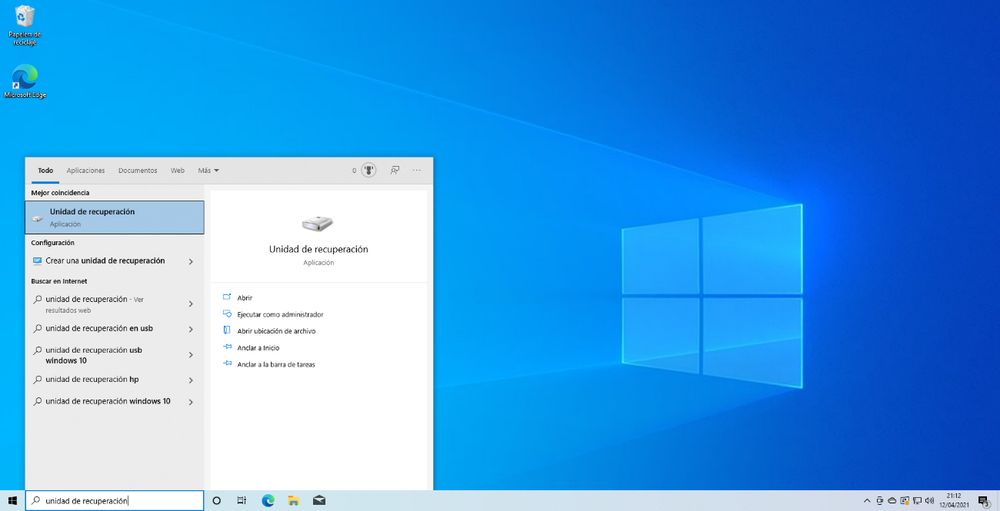 Papelera de
reciclaje
Microsoft Edge
Todo Aplicaciones Documentos Web Más 0 ...
Mejor coincidencia
Unidad de recuperación
Aplicación
Configuración
Crear una unidad de recuperación
Buscar en Internet
unidad de recuperación - Ver
resultados web
unidad de recuperación en usb
unidad de recuperación usb
windows 10
unidad de recuperación hp
unidad de recuperación windows 10
Unidad de recuperación
Aplicación
Abrir
Ejecutar como administrador
Abrir ubicación de archivo
Anclar a Inicio
Anclar a la barra de tareas
unidad de recuperación
21:12
12/04/2021
3